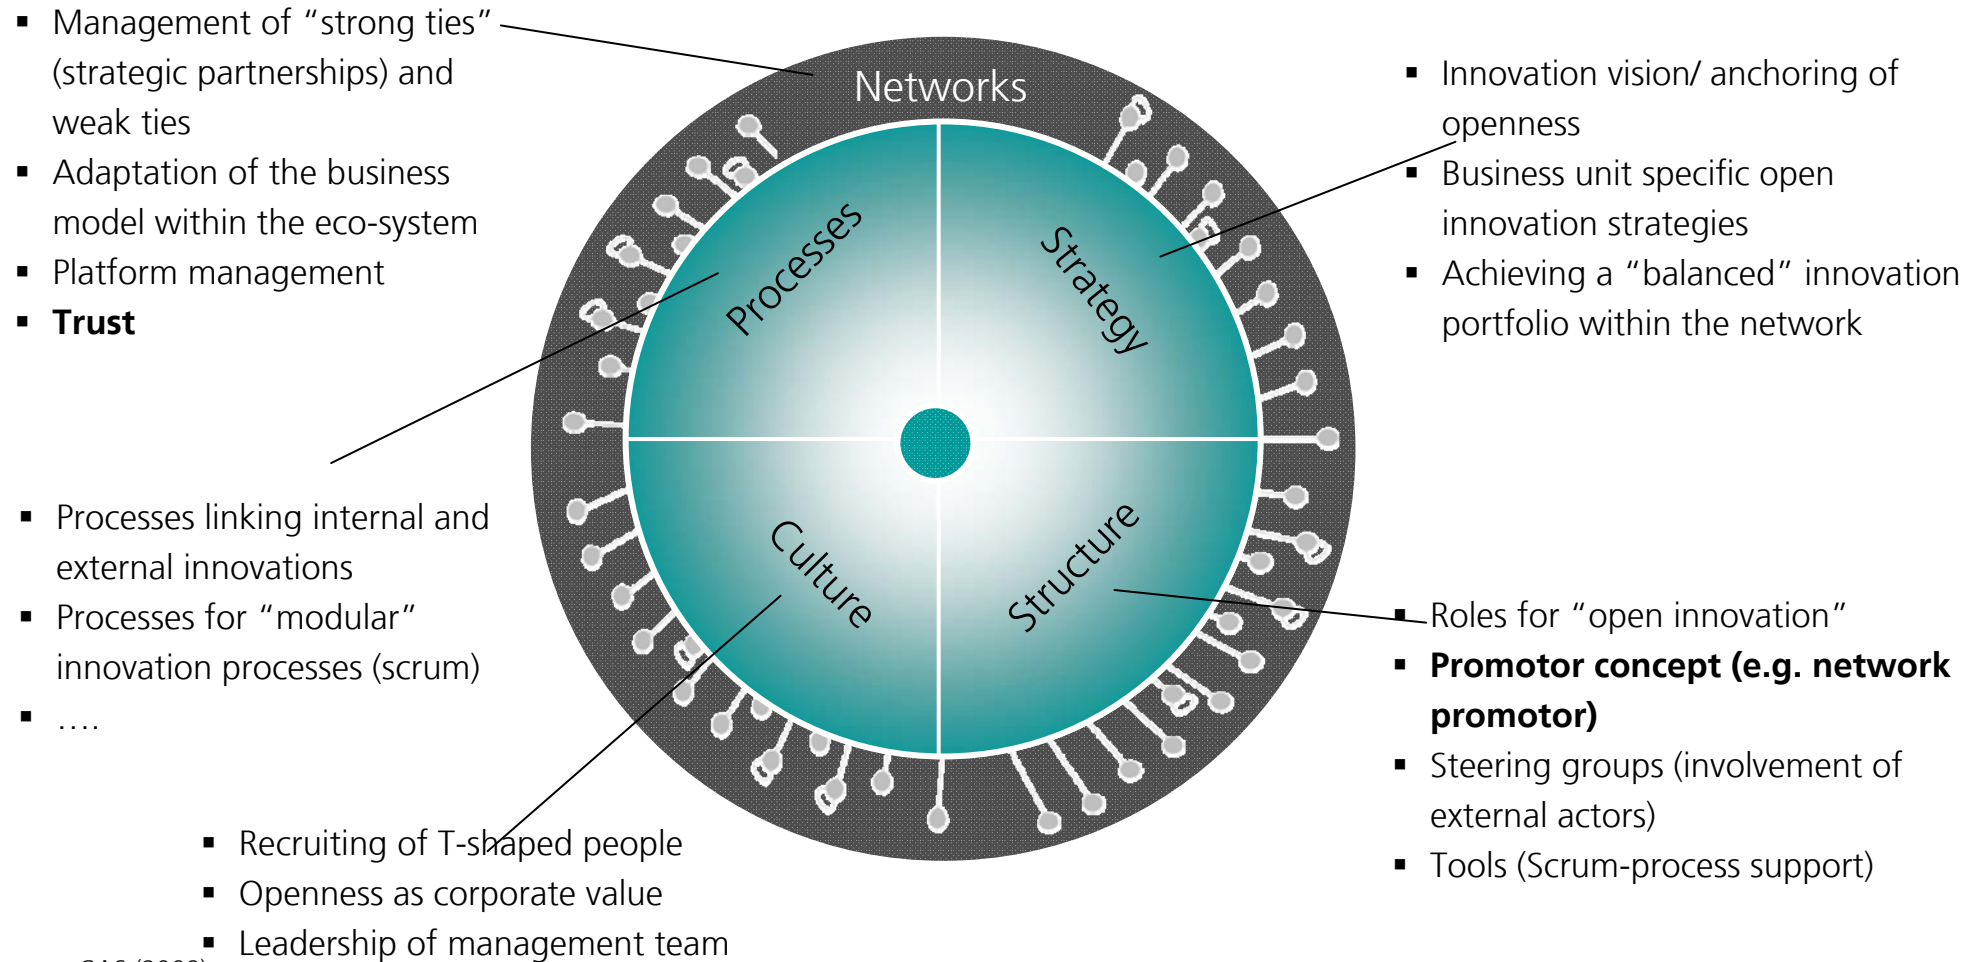 ▪ Management of “strong ties”
(strategic partnerships) and
weak ties
▪ Adaptation of the business
model within the eco-system
▪ Platform management
▪ Trust
Networks
Processes
Strategy
Culture
Structure
▪ Innovation vision/ anchoring of
openness
▪ Business unit specific open
innovation strategies
▪ Achieving a “balanced” innovation
portfolio within the network
▪ Processes linking internal and
external innovations
▪ Processes for “modular”
innovation processes (scrum)
▪ ….
▪ Roles for “open innovation”
▪ Promotor concept (e.g. network
promotor)
▪ Steering groups (involvement of
external actors)
▪ Tools (Scrum-process support)
▪ Recruiting of T-shaped people
▪ Openness as corporate value
▪ Leadership of management team